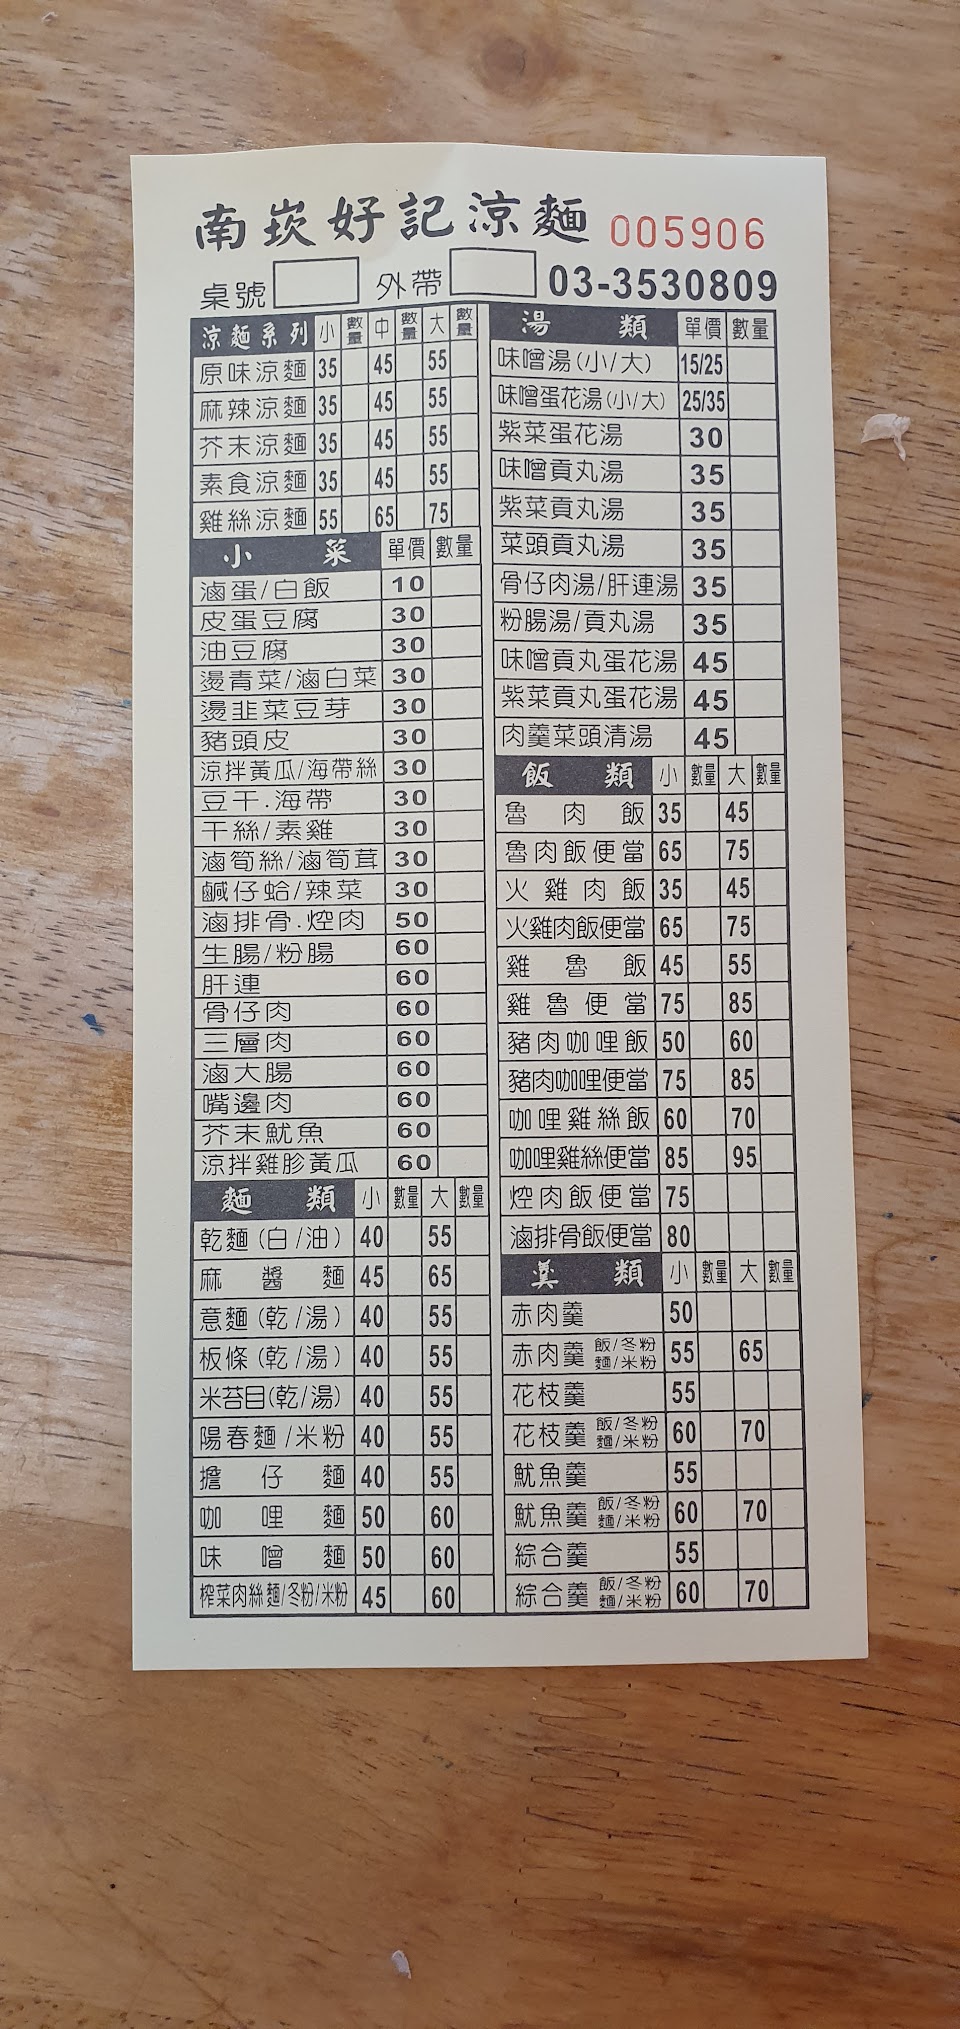 南崁好記涼麵 005906
桌號 外帶 03-3530809
涼麵系列 小 數量 中 數量 大 數量
原味涼麵 35 45 55
麻辣涼麵 35 45 55
芥末涼麵 35 45 55
素食涼麵 35 45 55
雞絲涼麵 55 65 75
小菜 單價 數量
滷蛋/白飯 10
皮蛋豆腐 30
油豆腐 30
燙青菜/滷白菜 30
燙韭菜豆芽 30
豬頭皮 30
涼拌黃瓜/海帶絲 30
豆干.海帶 30
干絲/素雞 30
滷筍絲/滷筍茸 30
鹹仔蛤/辣菜 30
滷排骨.焢肉 50
生腸/粉腸 60
肝連 60
骨仔肉 60
三層肉 60
滷大腸 60
嘴邊肉 60
芥末魷魚 60
涼拌雞胗黃瓜 60
麵類 小 數量 大 數量
乾麵(白/油) 40 55
麻醬麵 45 65
意麵(乾/湯) 40 55
板條(乾/湯) 40 55
米苔目(乾/湯) 40 55
陽春麵/米粉 40 55
擔仔麵 40 55
咖哩麵 50 60
味噌麵 50 60
榨菜肉絲麵/冬粉/米粉 45 60
湯類 單價 數量
味噌湯(小/大) 15/25
味噌蛋花湯(小/大) 25/35
紫菜蛋花湯 30
味噌貢丸湯 35
紫菜貢丸湯 35
菜頭貢丸湯 35
骨仔肉湯/肝連湯 35
粉腸湯/貢丸湯 35
味噌貢丸蛋花湯 45
紫菜貢丸蛋花湯 45
肉羹菜頭清湯 45
飯類 小 數量 大 數量
魯肉飯 35 45
魯肉飯便當 65 75
火雞肉飯 35 45
火雞肉飯便當 65 75
雞魯飯 45 55
雞魯便當 75 85
豬肉咖哩飯 50 60
豬肉咖哩便當 75 85
咖哩雞絲飯 60 70
咖哩雞絲便當 85 95
焢肉飯便當 75
滷排骨飯便當 80
羹類 小 數量 大 數量
赤肉羹 50
赤肉羹 飯/冬粉 麵/米粉 55 65
花枝羹 55
花枝羹 飯/冬粉 麵/米粉 60 70
魷魚羹 55
魷魚羹 飯/冬粉 麵/米粉 60 70
綜合羹 55
綜合羹 飯/冬粉 麵/米粉 60 70